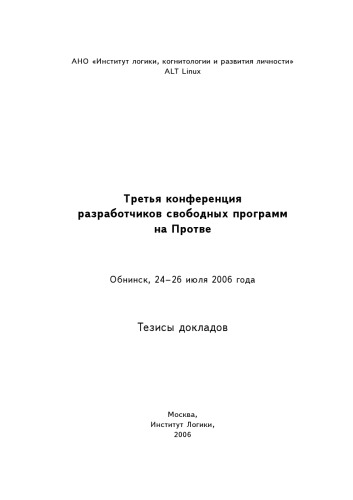 АНО «Институт логики, когнитологии и развития личности»
ALT Linux
Третья конференция
разработчиков свободных программ
на Протве
Обнинск, 24–26 июля 2006 года
Тезисы докладов
Москва,
Институт Логики,
2006